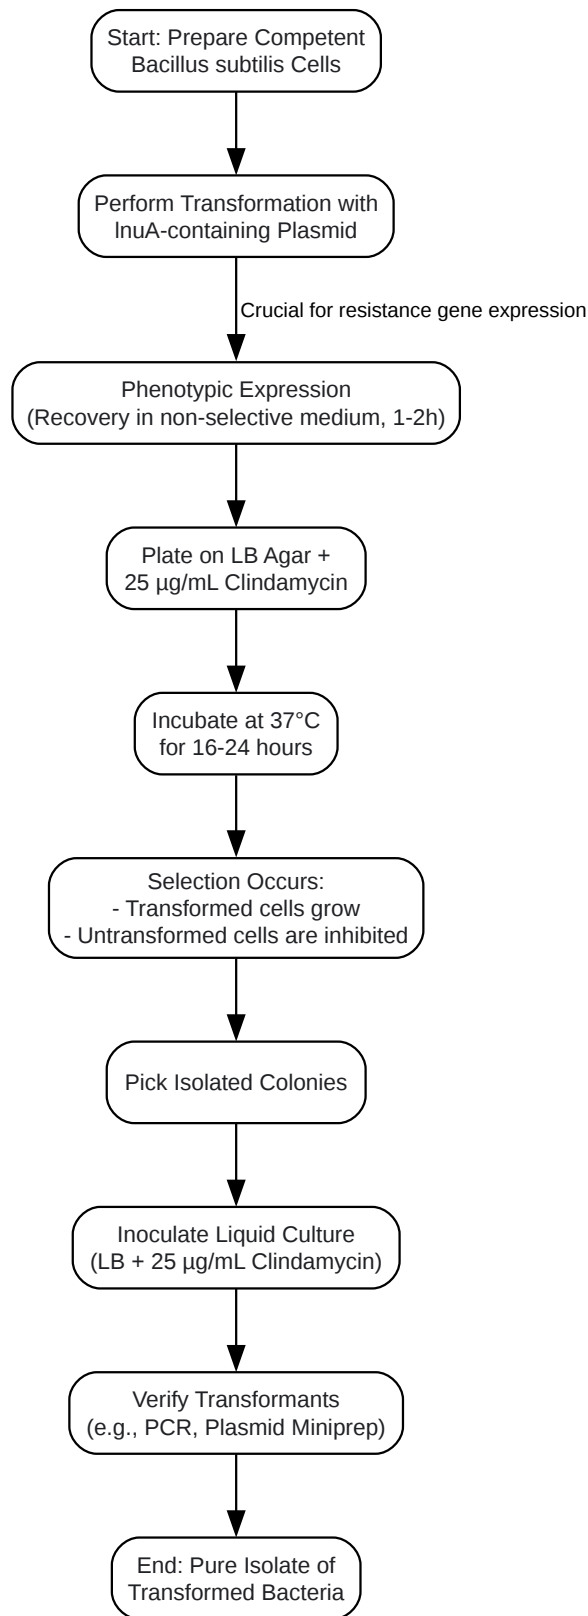 Start: Prepare Competent
Bacillus subtilis Cells
Perform Transformation with
lnuA-containing Plasmid
Crucial for resistance gene expression
Phenotypic Expression
(Recovery in non-selective medium, 1-2h)
Plate on LB Agar +
25 µg/mL Clindamycin
Incubate at 37°C
for 16-24 hours
Selection Occurs:
- Transformed cells grow
- Untransformed cells are inhibited
Pick Isolated Colonies
Inoculate Liquid Culture
(LB + 25 µg/mL Clindamycin)
Verify Transformants
(e.g., PCR, Plasmid Miniprep)
End: Pure Isolate of
Transformed Bacteria